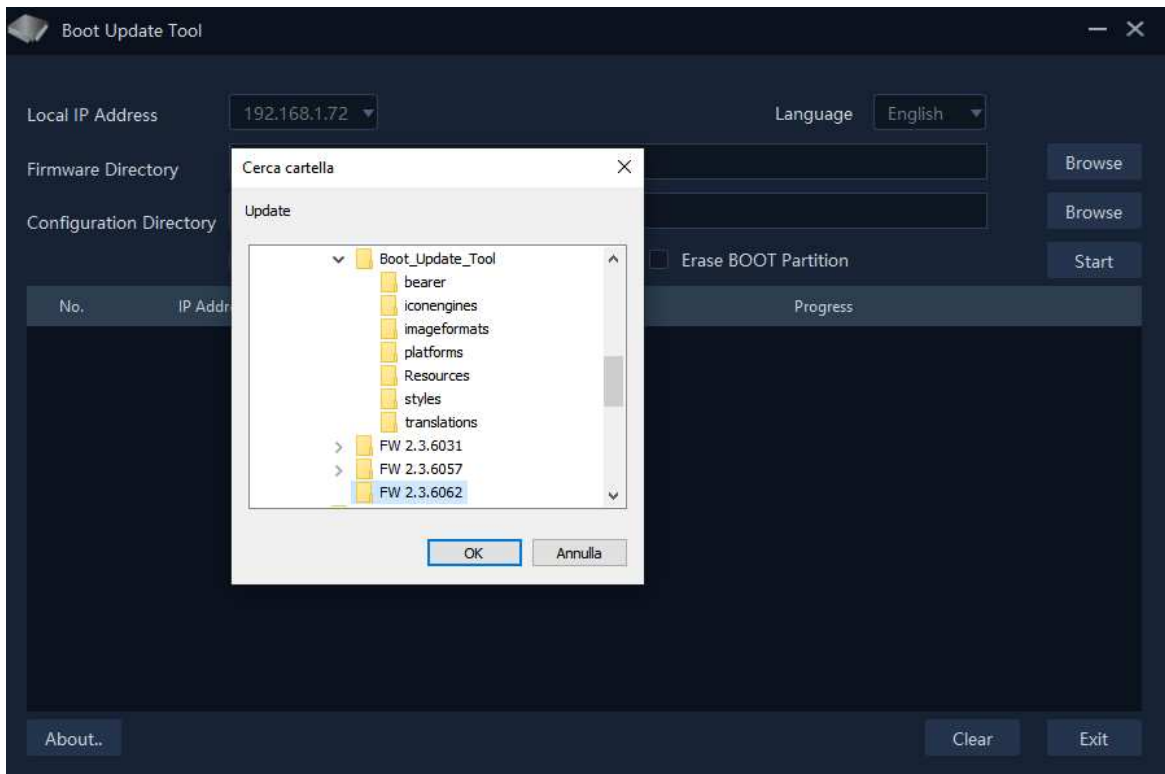 Boot Update Tool
Local IP Address
192.168.1.72
Language
English
Firmware Directory
Browse
Configuration Directory
Browse
Erase BOOT Partition
Start
No.
IP Addr
Progress
Cerca cartella
Update
Boot_Update_Tool
bearer
iconengines
imageformats
platforms
Resources
styles
translations
FW 2.3.6031
FW 2.3.6057
FW 2.3.6062
OK
Annulla
About..
Clear
Exit